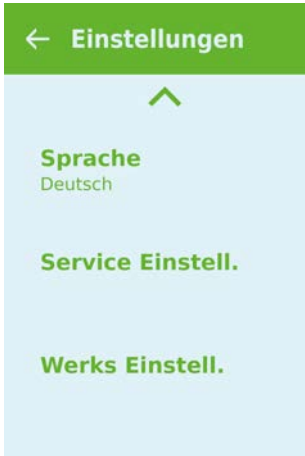 Einstellungen
Sprache
Deutsch
Service Einstell.
Werks Einstell.